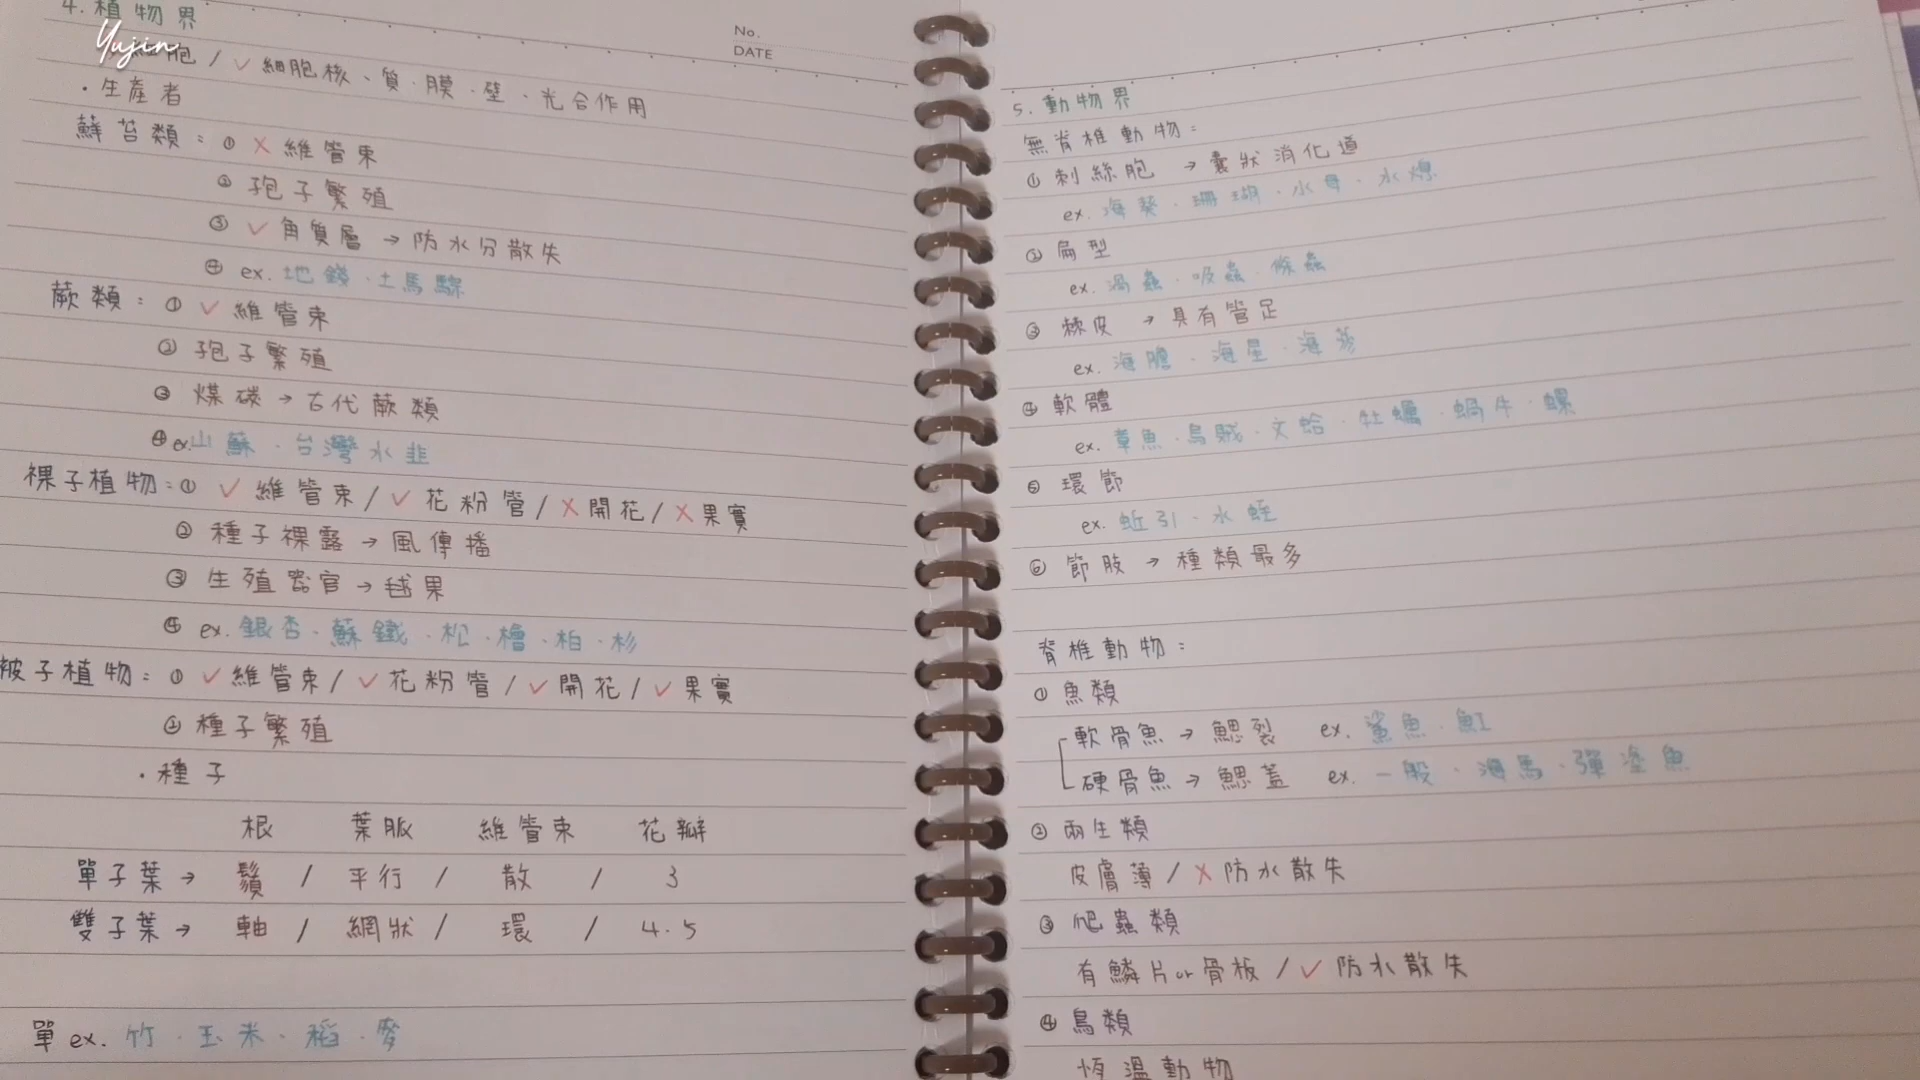 4. 植物界
Yujin
胞 / ✓ 細胞核、質、膜、壁、光合作用
· 生產者
蘚苔類: ① ✗ 維管束
② 孢子繁殖
③ ✓ 角質層 → 防水分散失
④ ex. 地錢、土馬騌
蕨類: ① ✓ 維管束
② 孢子繁殖
③ 煤碳 → 古代蕨類
④ ex. 山蘇、台灣水韭
裸子植物: ① ✓ 維管束 / ✓ 花粉管 / ✗ 開花 / ✗ 果實
② 種子裸露 → 風傳播
③ 生殖器官 → 毬果
④ ex. 銀杏、蘇鐵、松、檜、柏、杉
被子植物: ① ✓ 維管束 / ✓ 花粉管 / ✓ 開花 / ✓ 果實
② 種子繁殖
· 種子
根 葉脈 維管束 花瓣
單子葉 → 鬚 / 平行 / 散 / 3
雙子葉 → 軸 / 網狀 / 環 / 4.5
單 ex. 竹、玉米、稻、麥
No.
DATE
5. 動物界
無脊椎動物:
① 刺絲胞 → 囊狀消化道
ex. 海葵、珊瑚、水母、水螅
② 扁型
ex. 渦蟲、吸蟲、絛蟲
③ 棘皮 → 具有管足
ex. 海膽、海星、海參
④ 軟體
ex. 章魚、烏賊、文蛤、牡蠣、蝸牛、螺
⑤ 環節
ex. 蚯引、水蛭
⑥ 節肢 → 種類最多
脊椎動物:
① 魚類
軟骨魚 → 鰓裂 ex. 鯊魚、魟
硬骨魚 → 鰓蓋 ex. 一般、海馬、彈塗魚
② 兩生類
皮膚薄 / ✗ 防水散失
③ 爬蟲類
有鱗片 or 骨板 / ✓ 防水散失
④ 鳥類
恆溫動物